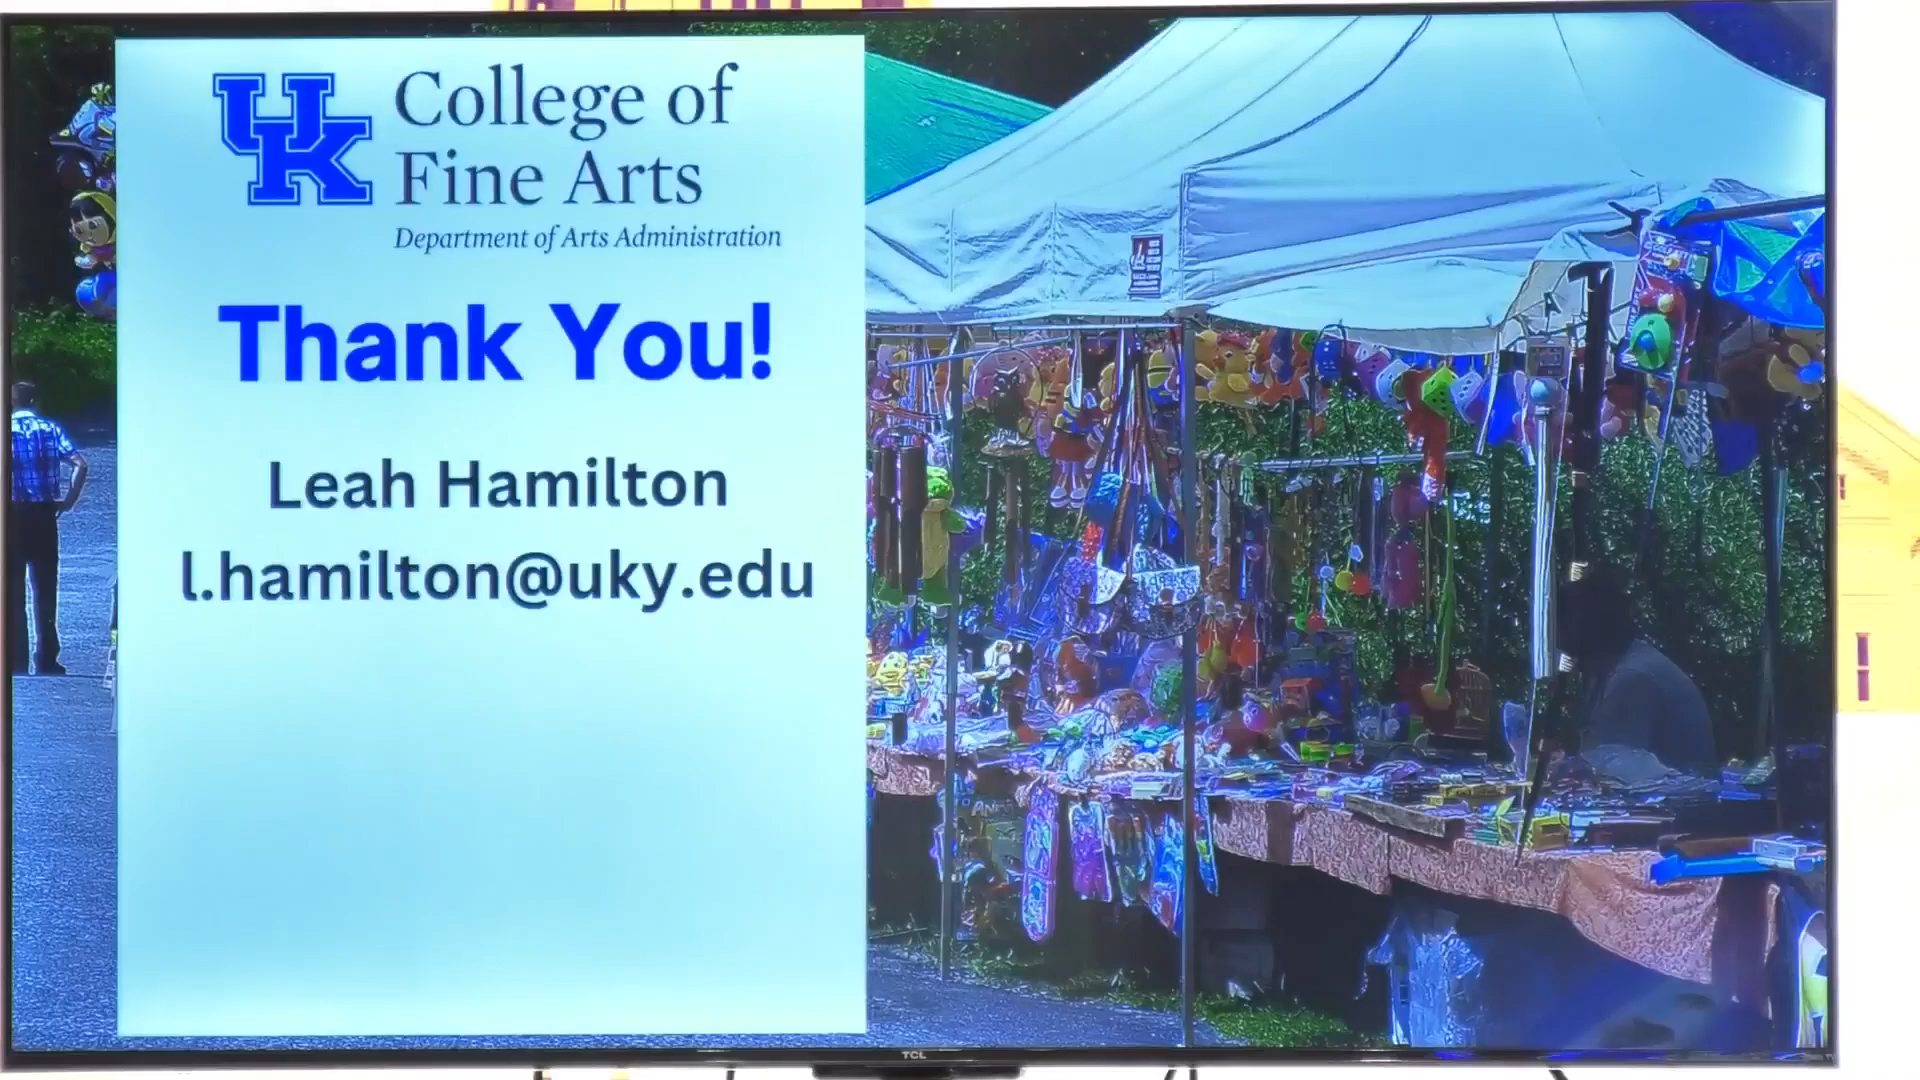 UK
College of
Fine Arts
Department of Arts Administration
Thank You!
Leah Hamilton
l.hamilton@uky.edu
TCL